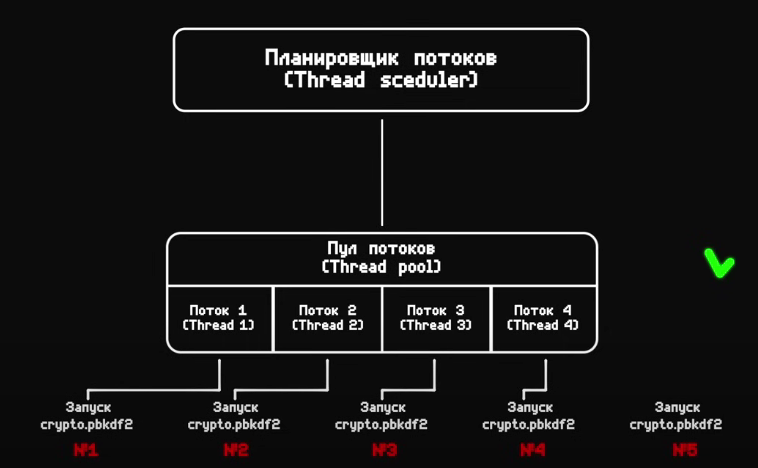 Планировщик потоков
(Thread sceduler)
Пул потоков
(Thread pool)
Поток 1
(Thread 1)
Поток 2
(Thread 2)
Поток 3
(Thread 3)
Поток 4
(Thread 4)
Запуск
crypto.pbkdf2
№1
Запуск
crypto.pbkdf2
№2
Запуск
crypto.pbkdf2
№3
Запуск
crypto.pbkdf2
№4
Запуск
crypto.pbkdf2
№5